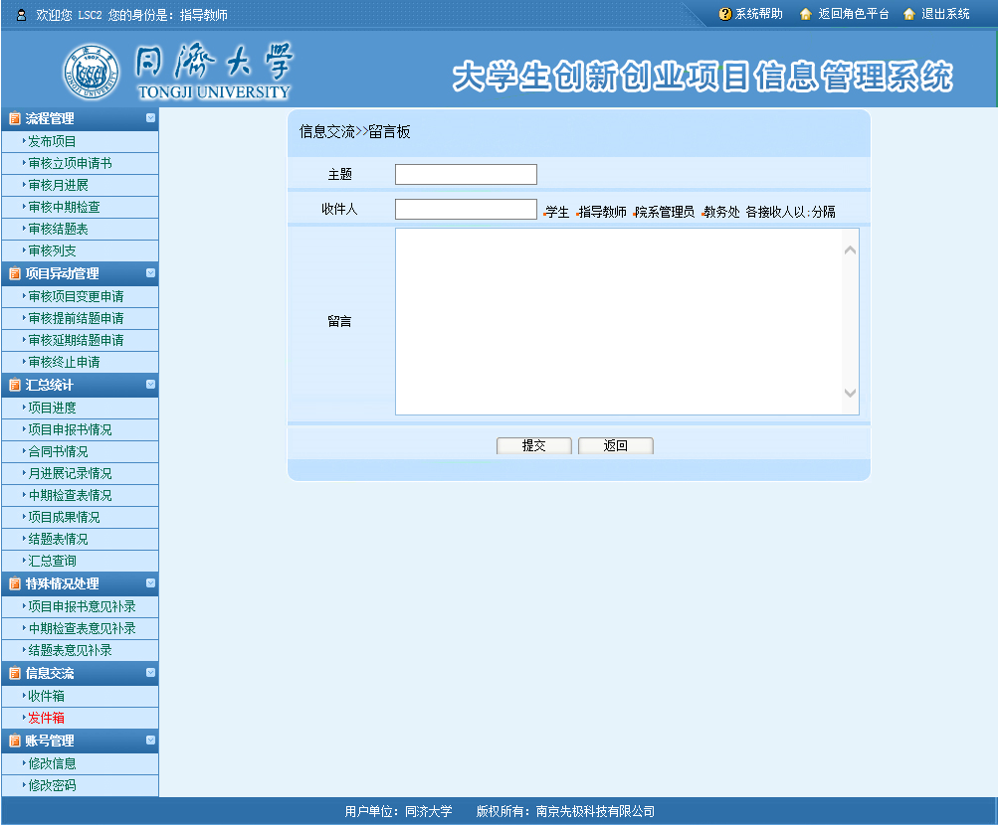 欢迎您 LSC2 您的身份是：指导教师
系统帮助 返回角色平台 退出系统
同濟大學
TONGJI UNIVERSITY
大学生创新创业项目信息管理系统
流程管理
发布项目
审核立项申请书
审核月进展
审核中期检查
审核结题表
审核列支
项目异动管理
审核项目变更申请
审核提前结题申请
审核延期结题申请
审核终止申请
汇总统计
项目进度
项目申报书情况
合同书情况
月进展记录情况
中期检查表情况
项目成果情况
结题表情况
汇总查询
特殊情况处理
项目申报书意见补录
中期检查表意见补录
结题表意见补录
信息交流
收件箱
发件箱
账号管理
修改信息
修改密码
信息交流>>留言板
主题
收件人
学生 指导教师 院系管理员 教务处 各接收人以;分隔
留言
提交 返回
用户单位：同济大学 版权所有：南京先极科技有限公司